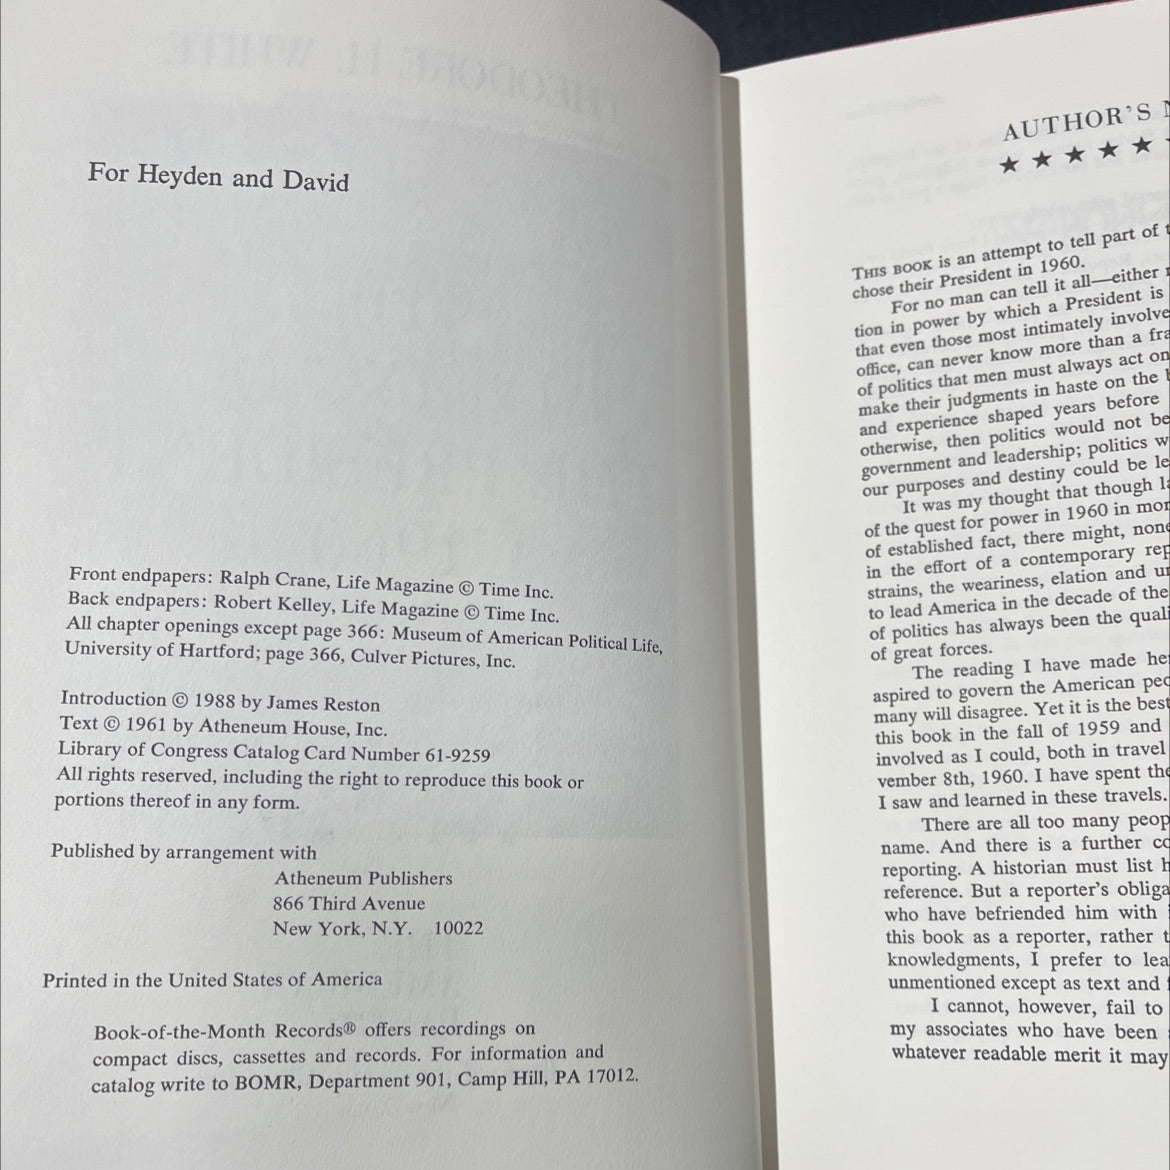 For Heyden and David
Front endpapers: Ralph Crane, Life Magazine © Time Inc.
Back endpapers: Robert Kelley, Life Magazine © Time Inc.
All chapter openings except page 366: Museum of American Political Life,
University of Hartford; page 366, Culver Pictures, Inc.
Introduction © 1988 by James Reston
Text © 1961 by Atheneum House, Inc.
Library of Congress Catalog Card Number 61-9259
All rights reserved, including the right to reproduce this book or
portions thereof in any form.
Published by arrangement with
Atheneum Publishers
866 Third Avenue
New York, N.Y. 10022
Printed in the United States of America
Book-of-the-Month Records® offers recordings on
compact discs, cassettes and records. For information and
catalog write to BOMR, Department 901, Camp Hill, PA 17012.
AUTHOR'S
★ ★ ★ ★ ★
THIS BOOK is an attempt to tell part of
chose their President in 1960.
For no man can tell it all—either
tion in power by which a President is
that even those most intimately involve
office, can never know more than a fra
of politics that men must always act on
make their judgments in haste on the
and experience shaped years before
otherwise, then politics would not be
government and leadership; politics w
our purposes and destiny could be le
It was my thought that though la
of the quest for power in 1960 in mor
of established fact, there might, none
in the effort of a contemporary rep
strains, the weariness, elation and un
to lead America in the decade of the
of politics has always been the quali
of great forces.
The reading I have made he
aspired to govern the American peo
many will disagree. Yet it is the best
this book in the fall of 1959 and
involved as I could, both in travel
vember 8th, 1960. I have spent the
I saw and learned in these travels.
There are all too many peop
name. And there is a further co
reporting. A historian must list h
reference. But a reporter's obliga
who have befriended him with
this book as a reporter, rather t
knowledgments, I prefer to lea
unmentioned except as text and f
I cannot, however, fail to
my associates who have been
whatever readable merit it may